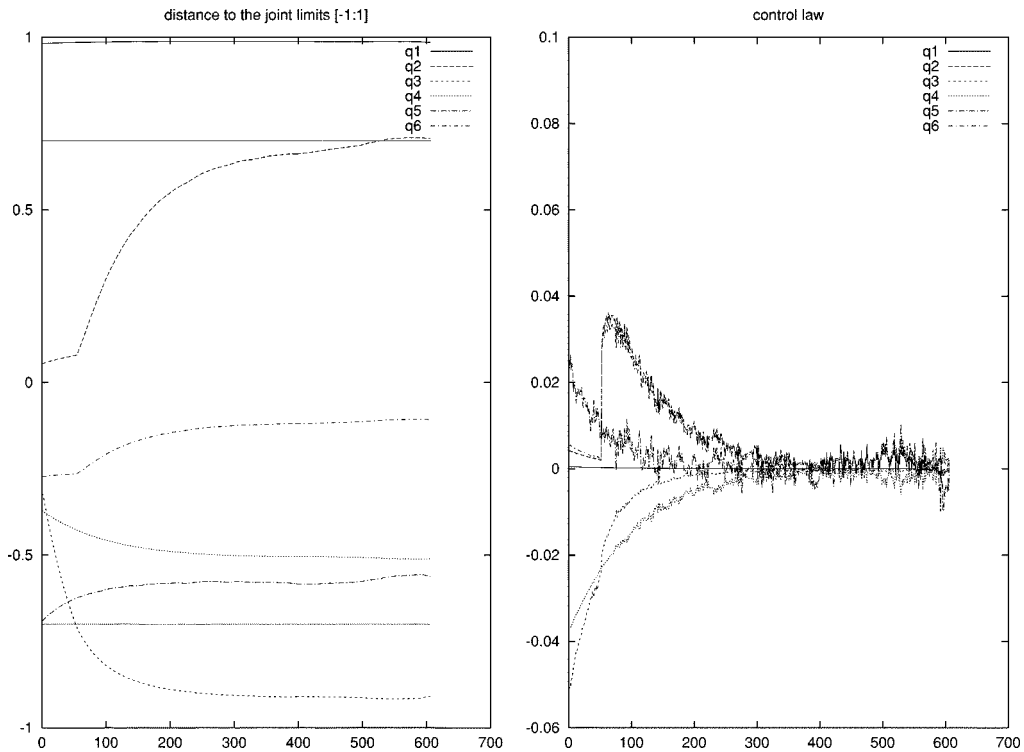 distance to the joint limits [-1:1]
1
0.5
0
-0.5
-1
q1
q2
q3
q4
q5
q6
0 100 200 300 400 500 600 700
control law
0.1
0.08
0.06
0.04
0.02
0
-0.02
-0.04
-0.06
q1
q2
q3
q4
q5
q6
0 100 200 300 400 500 600 700